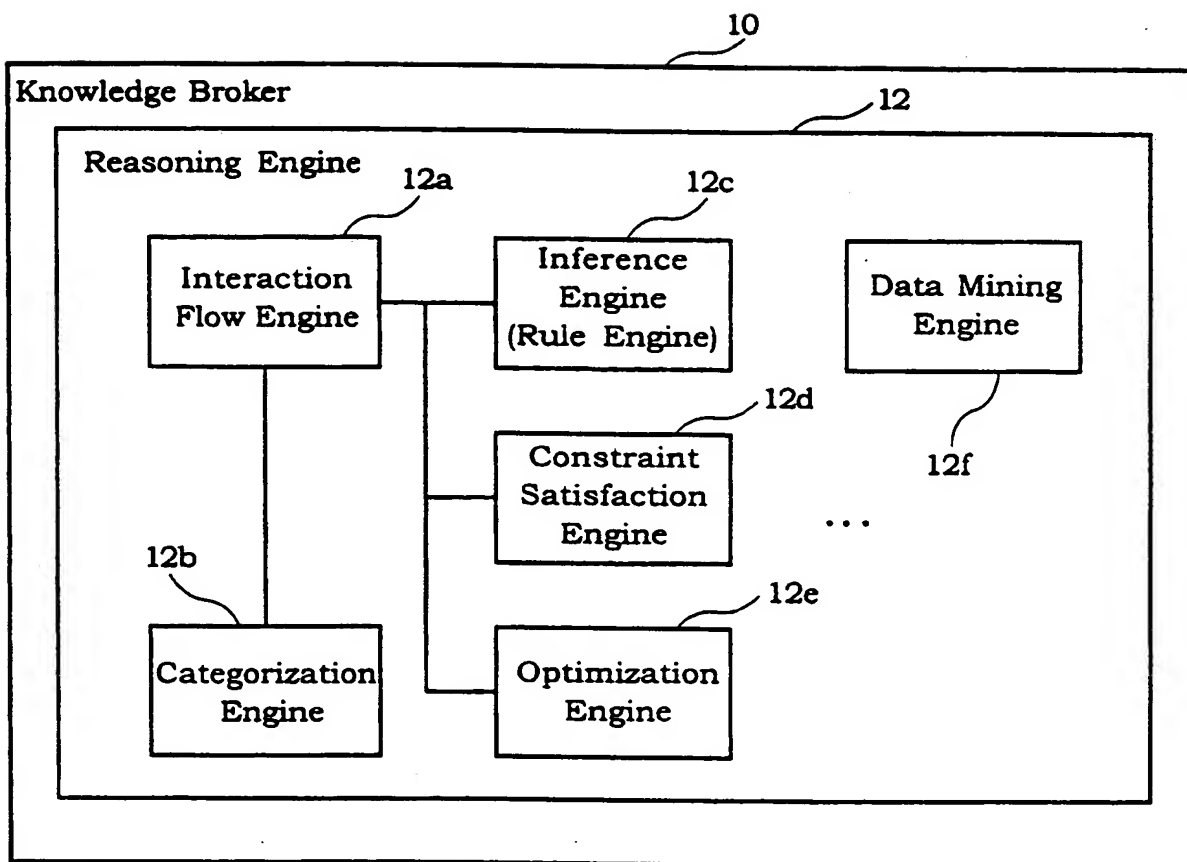 10
Knowledge Broker
12
Reasoning Engine
12a
12c
Interaction
Flow Engine
Inference
Engine
(Rule Engine)
Data Mining
Engine
12d
12f
Constraint
Satisfaction
Engine
...
12b
12e
Categorization
Engine
Optimization
Engine